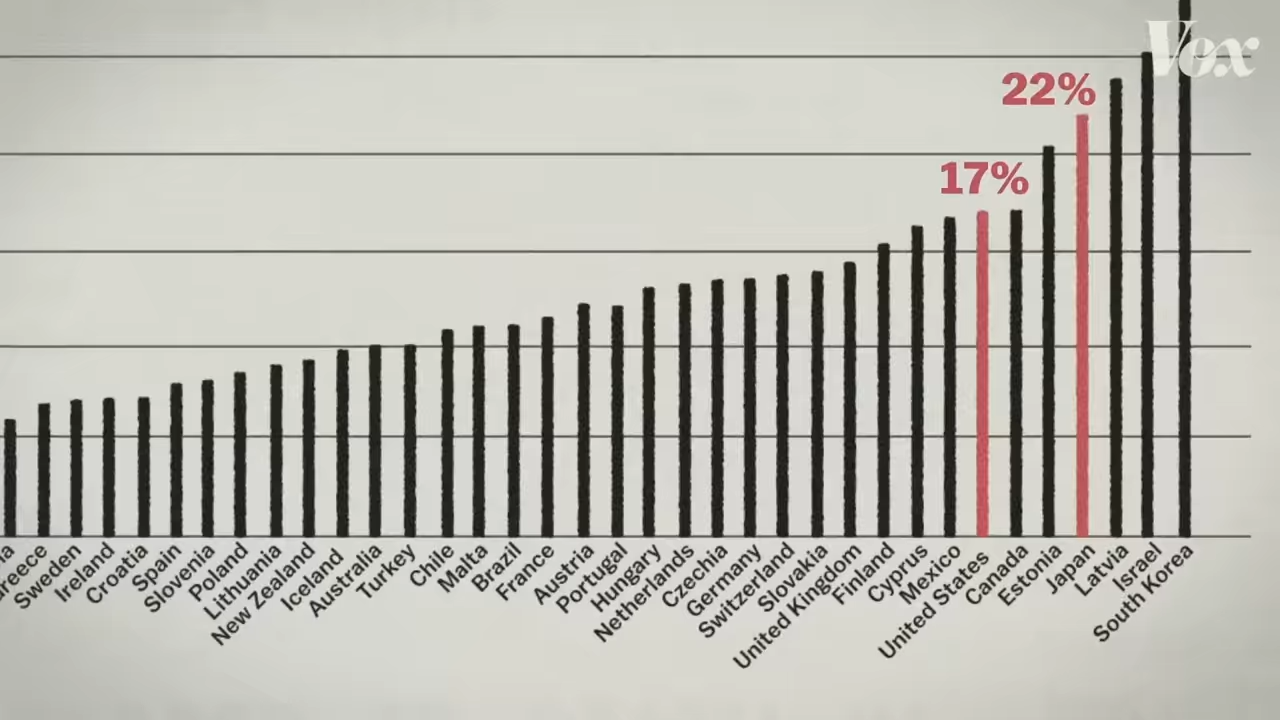 Vox
22%
17%
Greece
Sweden
Ireland
Croatia
Spain
Slovenia
Poland
Lithuania
New Zealand
Iceland
Australia
Turkey
Chile
Malta
Brazil
France
Austria
Portugal
Hungary
Netherlands
Czechia
Germany
Switzerland
Slovakia
United Kingdom
Finland
Cyprus
Mexico
United States
Canada
Estonia
Japan
Latvia
Israel
South Korea